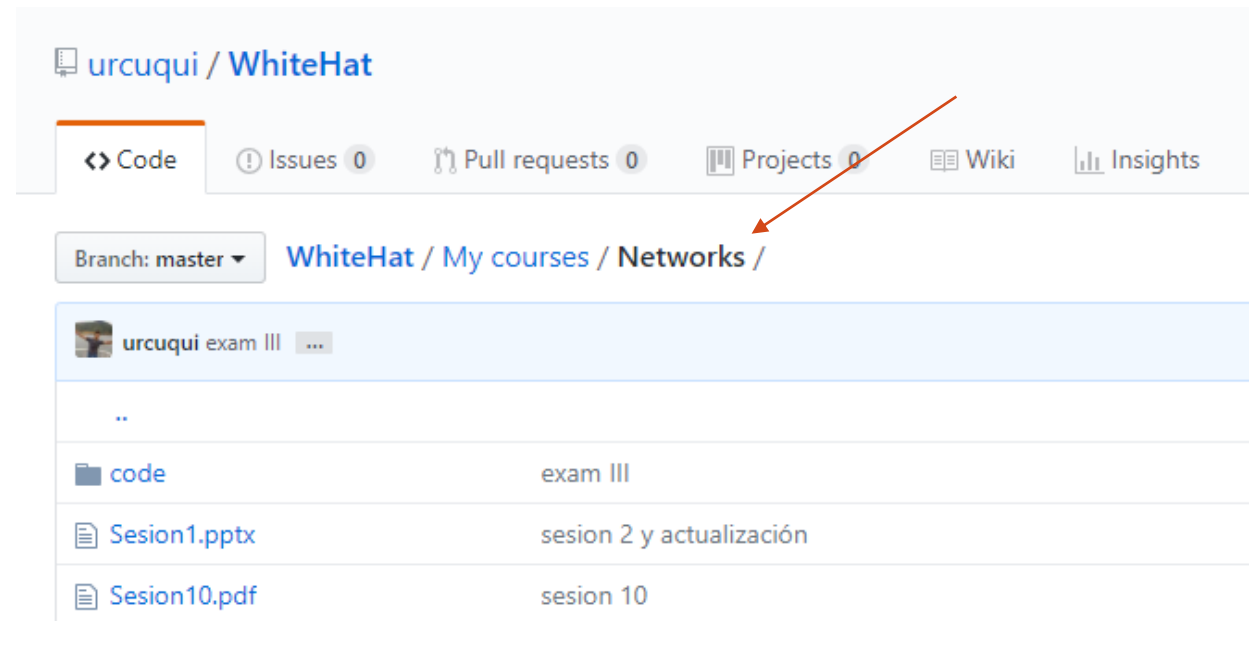 urcuqui / WhiteHat
Code Issues 0 Pull requests 0 Projects 0 Wiki Insights
Branch: master WhiteHat / My courses / Networks /
urcuqui exam III ...
..
code exam III
Sesion1.pptx sesion 2 y actualización
Sesion10.pdf sesion 10